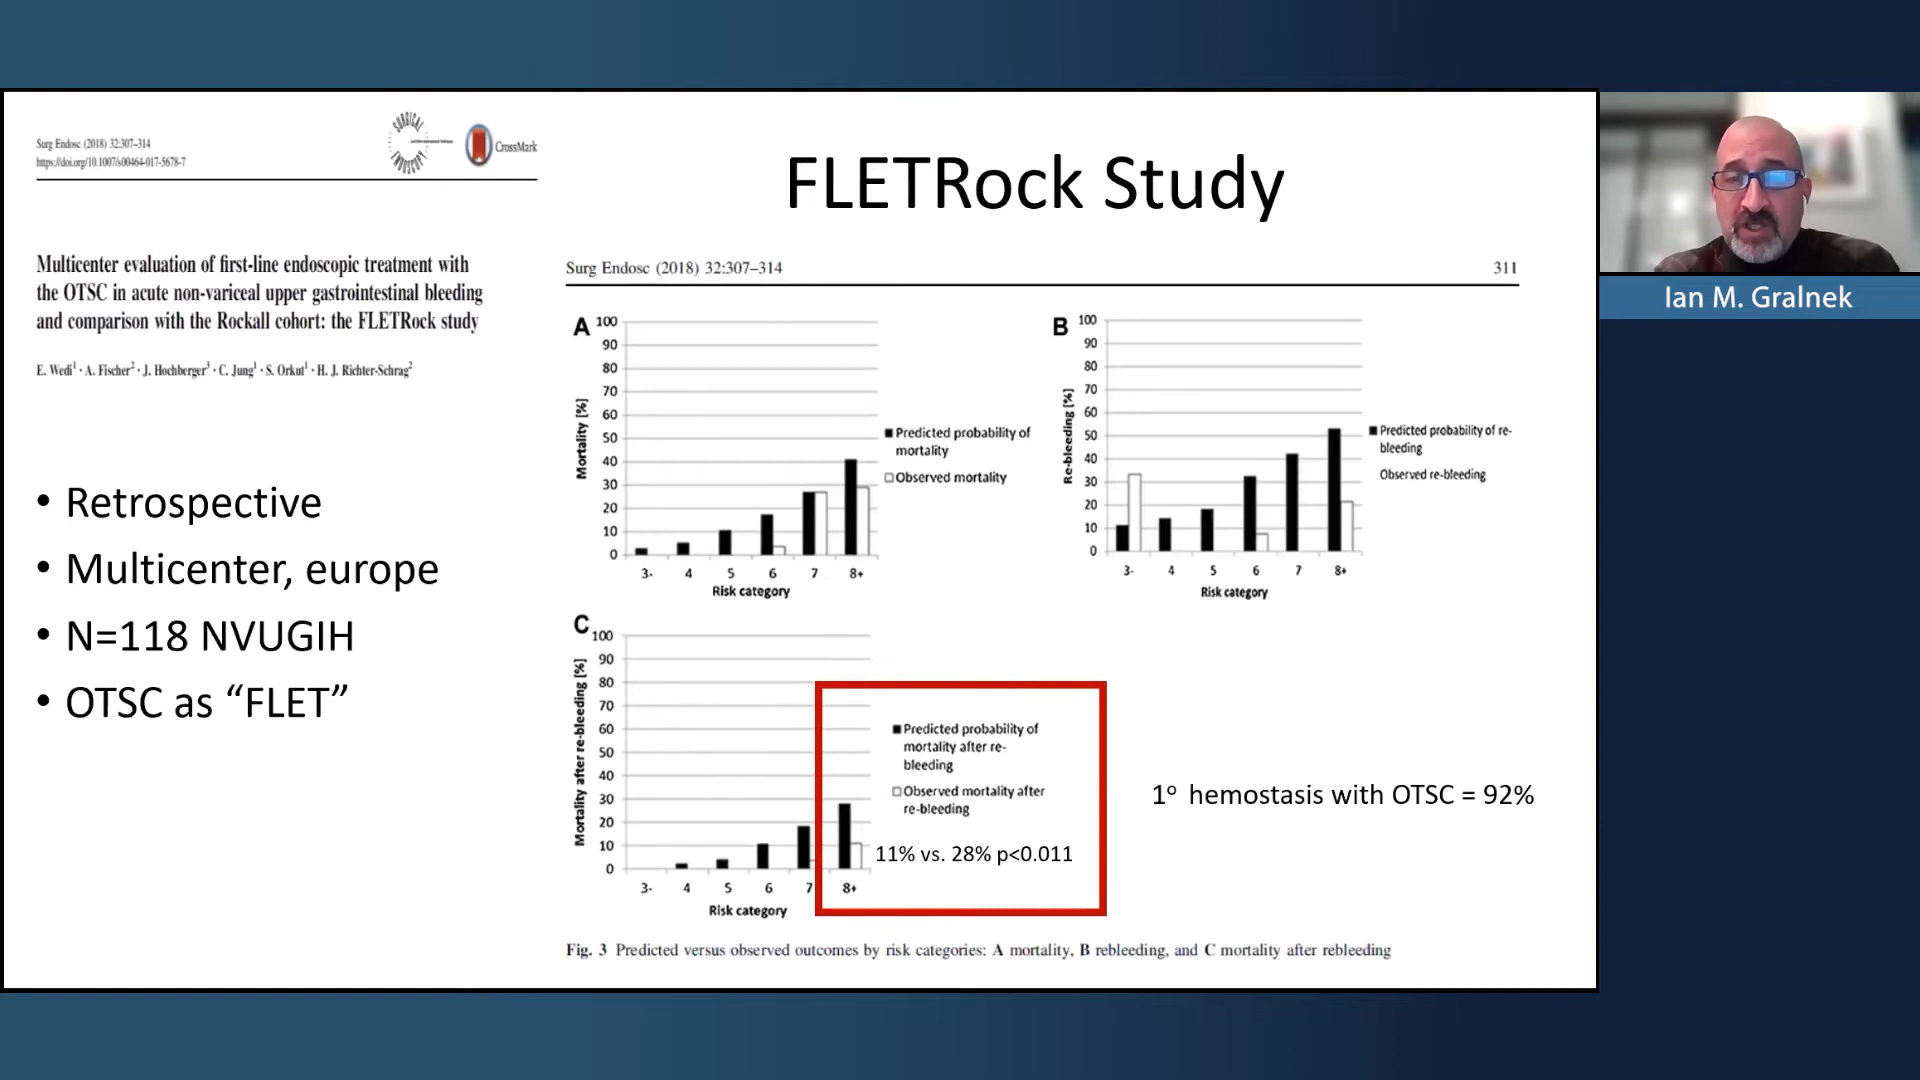 Surg Endosc (2018) 32:307–314
https://doi.org/10.1007/s00464-017-5678-7
SURGICAL
ENDOSCOPY
CrossMark
FLETRock Study
Multicenter evaluation of first-line endoscopic treatment with
the OTSC in acute non-variceal upper gastrointestinal bleeding
and comparison with the Rockall cohort: the FLETRock study
E. Wedi1 · A. Fischer2 · J. Hochberger3 · C. Jung1 · S. Orkut1 · H. J. Richter-Schrag2
• Retrospective
• Multicenter, europe
• N=118 NVUGIH
• OTSC as “FLET”
Surg Endosc (2018) 32:307–314
311
A
100
90
80
70
60
50
40
30
20
10
0
Mortality [%]
3-
4
5
6
7
8+
Risk category
Predicted probability of
mortality
Observed mortality
B
100
90
80
70
60
50
40
30
20
10
0
Re-bleeding [%]
3-
4
5
6
7
8+
Risk category
Predicted probability of re-
bleeding
Observed re-bleeding
C
100
90
80
70
60
50
40
30
20
10
0
Mortality after re-bleeding [%]
3-
4
5
6
7
8+
Risk category
Predicted probability of
mortality after re-
bleeding
Observed mortality after
re-bleeding
11% vs. 28% p<0.011
1o hemostasis with OTSC = 92%
Fig. 3 Predicted versus observed outcomes by risk categories: A mortality, B rebleeding, and C mortality after rebleeding
Ian M. Gralnek